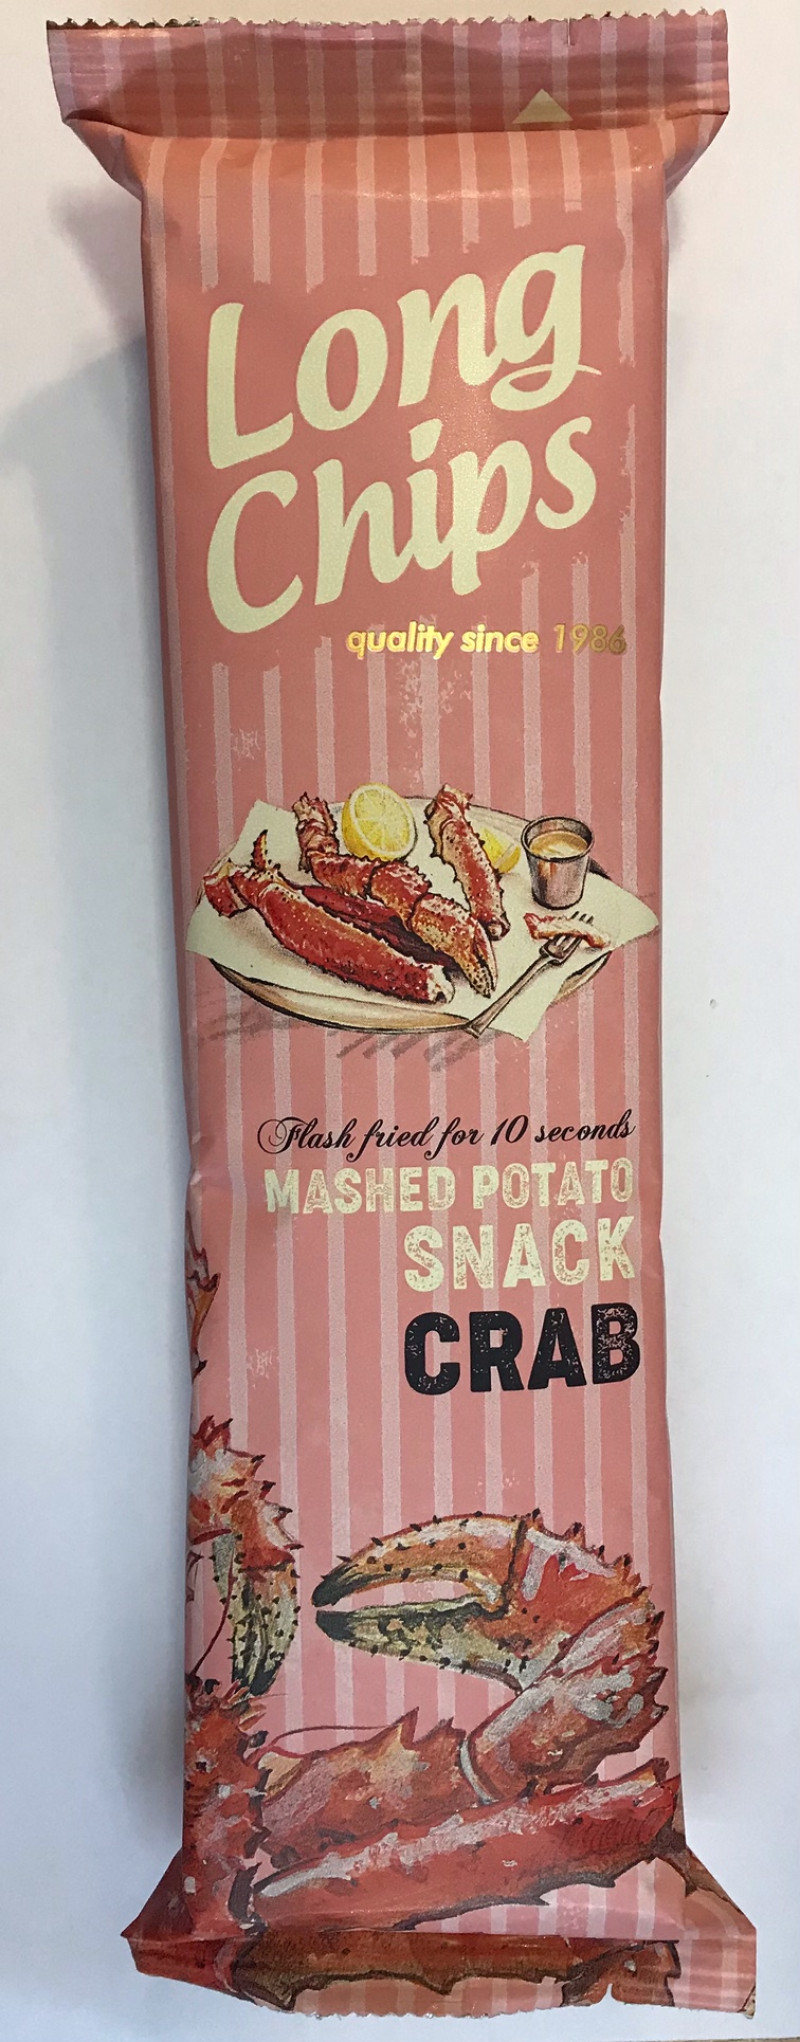 Long
Chips
quality since 1986
Flash fried for 10 seconds
MASHED POTATO
SNACK
CRAB